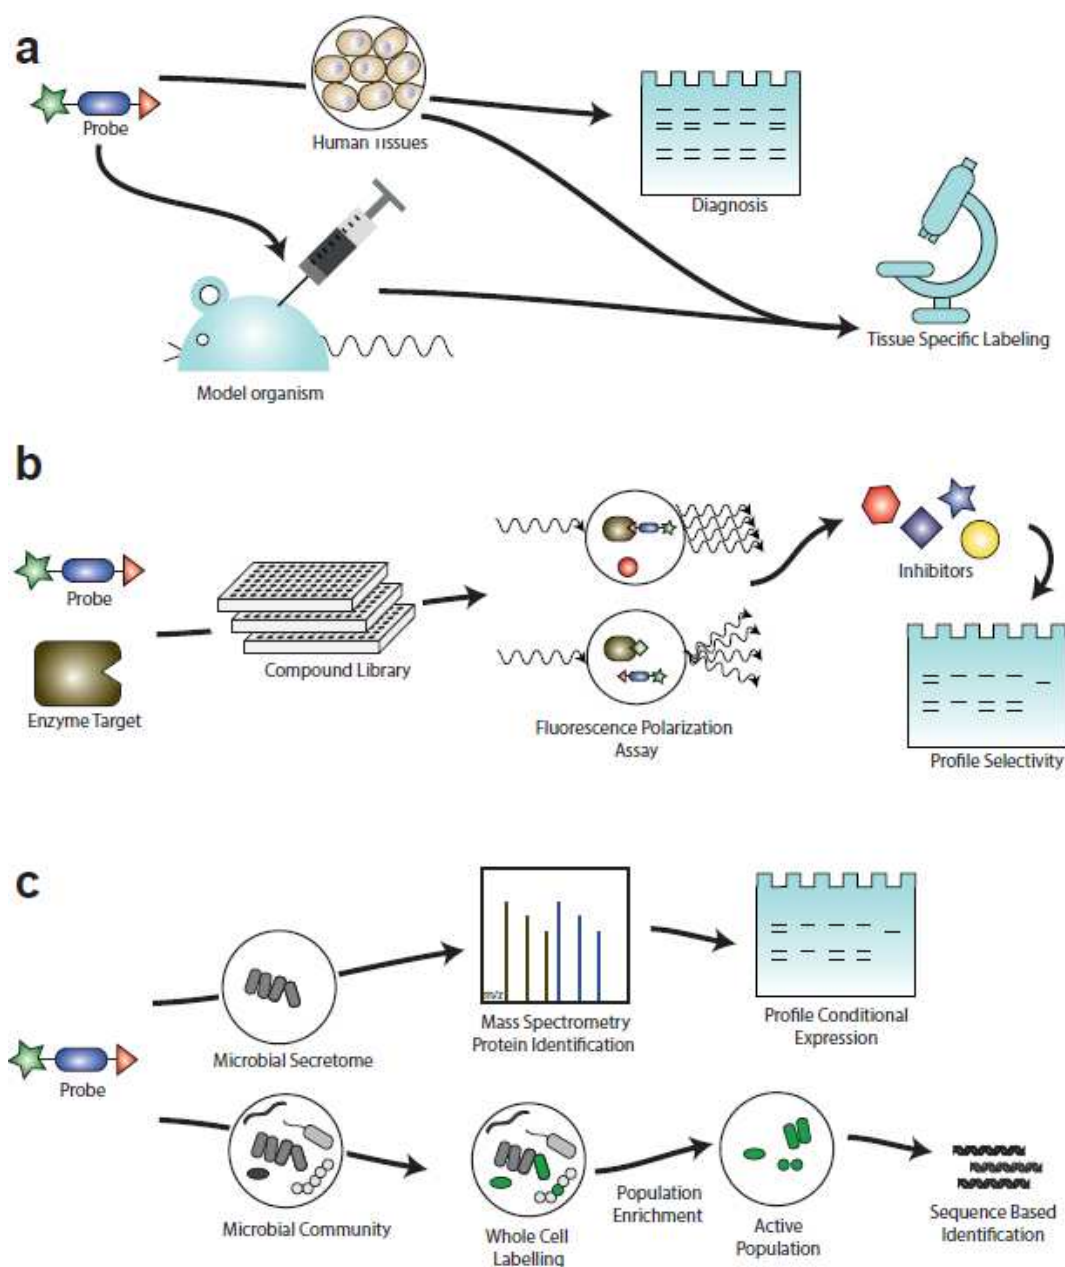 a
Probe
Human Tissues
Diagnosis
Tissue Specific Labeling
Model organism
b
Probe
Enzyme Target
Compound Library
Fluorescence Polarization
Assay
Inhibitors
Profile Selectivity
c
Probe
Microbial Secretome
m/z
Mass Spectrometry
Protein Identification
Profile Conditional
Expression
Microbial Community
Whole Cell
Labelling
Population
Enrichment
Active
Population
Sequence Based
Identification